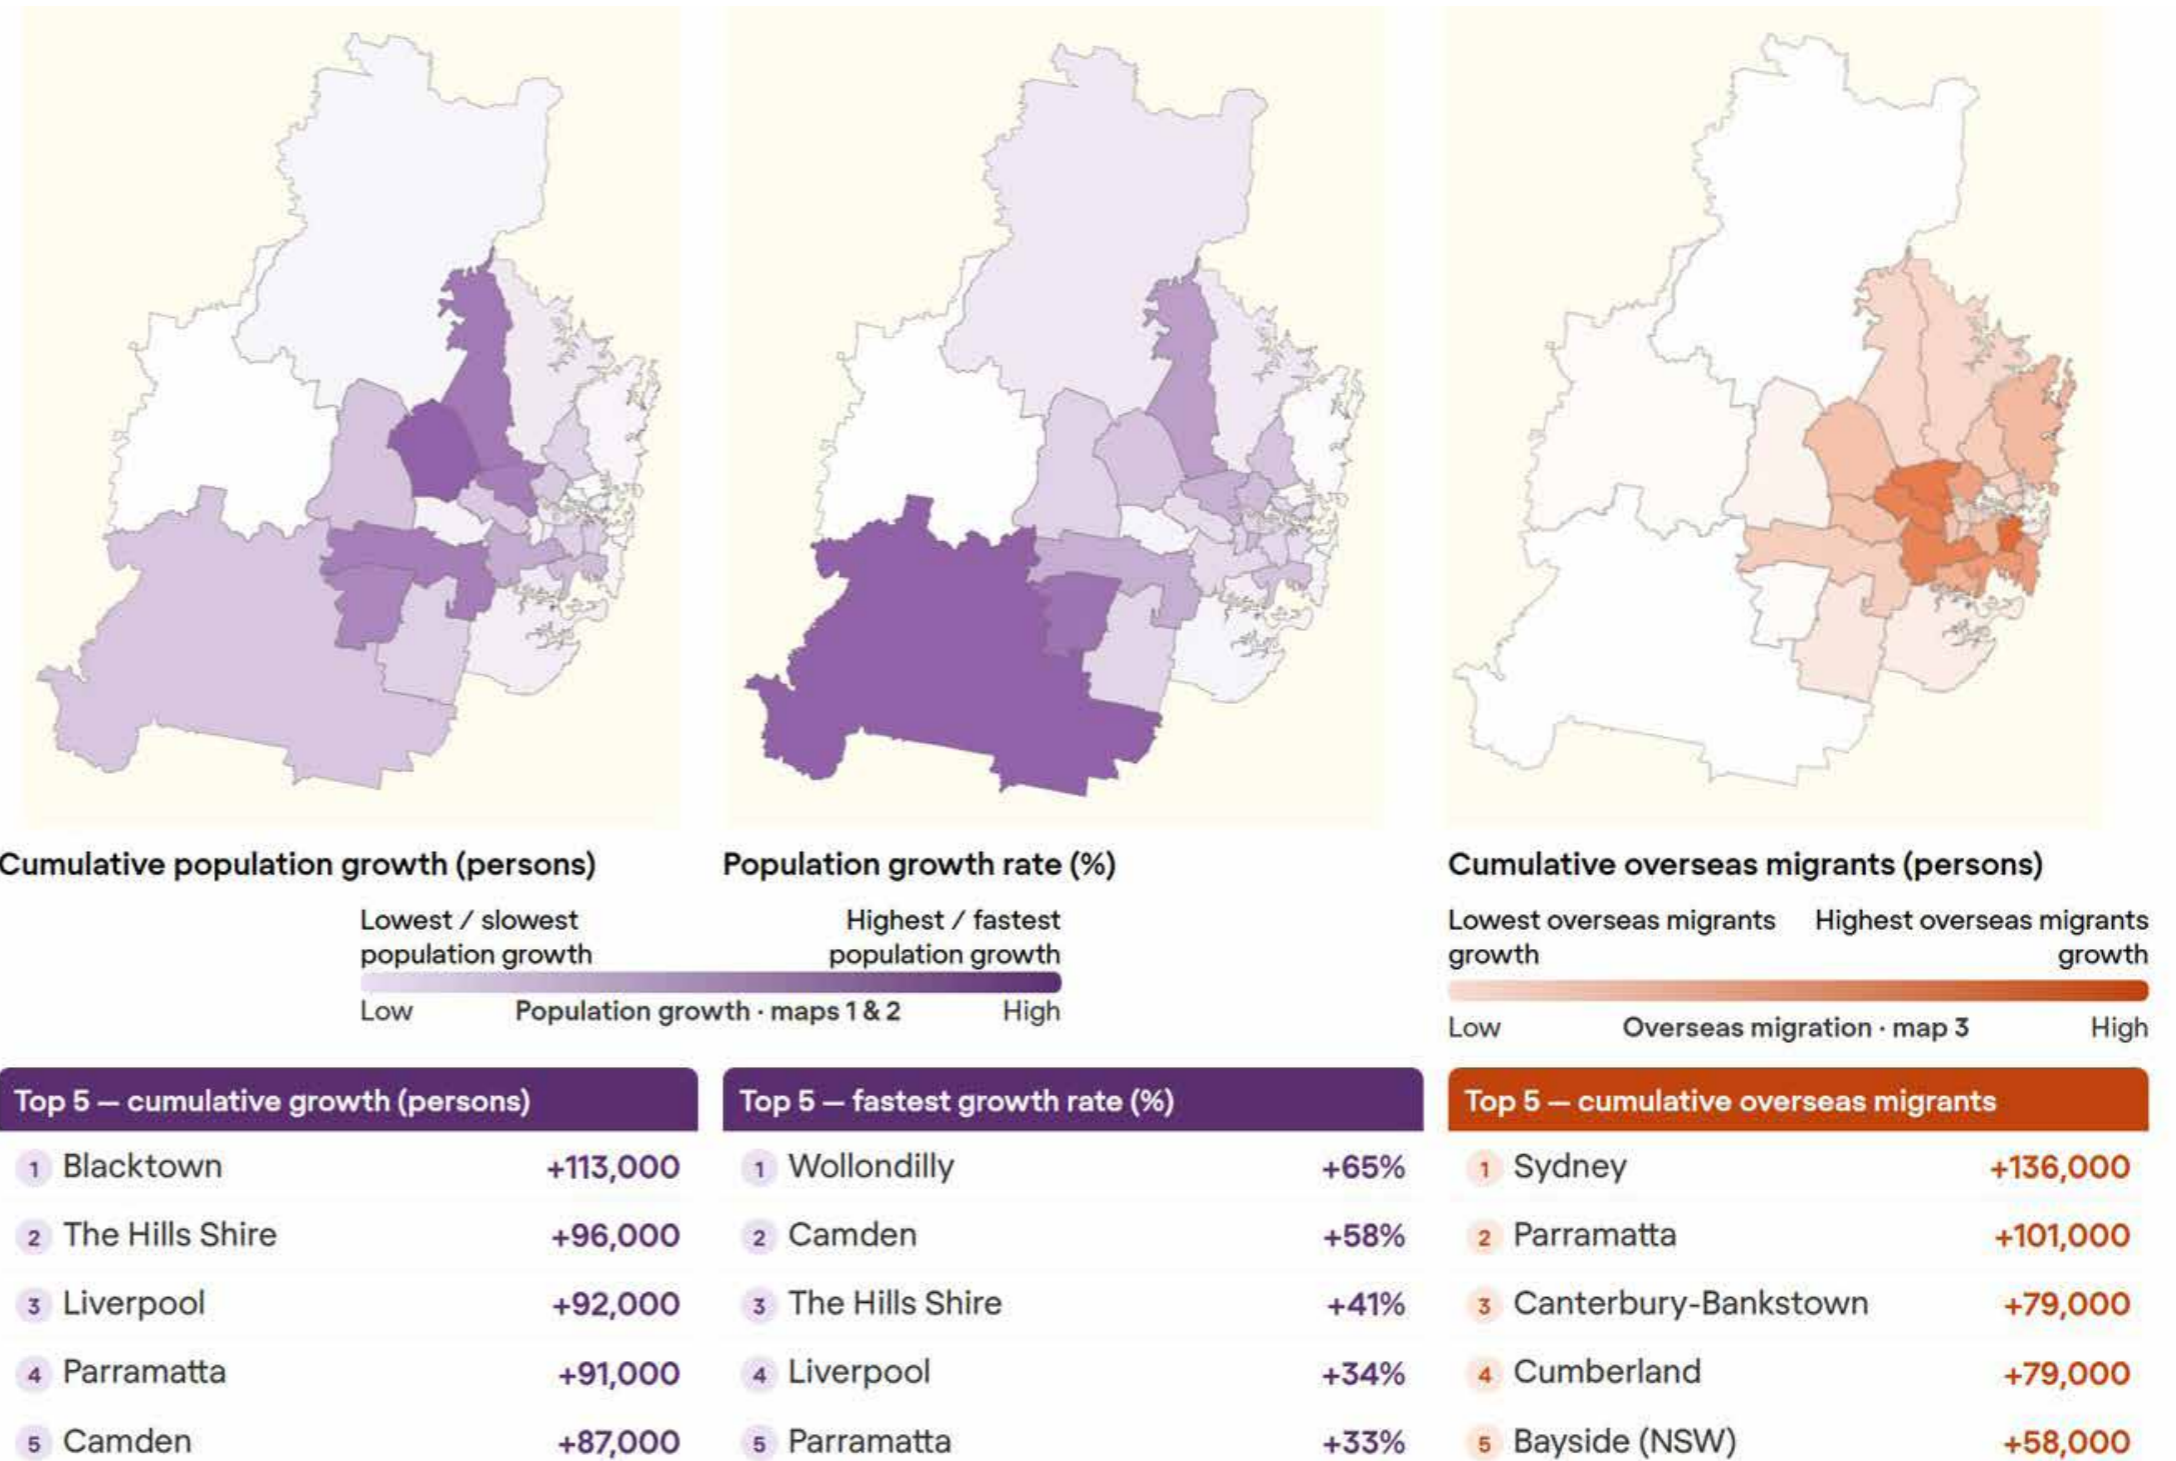 Cumulative population growth (persons)
Population growth rate (%)
Cumulative overseas migrants (persons)
Lowest / slowest
population growth
Highest / fastest
population growth
Low
Population growth · maps 1 & 2
High
Lowest overseas migrants
growth
Highest overseas migrants
growth
Low
Overseas migration · map 3
High
Top 5 — cumulative growth (persons)
1 Blacktown +113,000
2 The Hills Shire +96,000
3 Liverpool +92,000
4 Parramatta +91,000
5 Camden +87,000
Top 5 — fastest growth rate (%)
1 Wollondilly +65%
2 Camden +58%
3 The Hills Shire +41%
4 Liverpool +34%
5 Parramatta +33%
Top 5 — cumulative overseas migrants
1 Sydney +136,000
2 Parramatta +101,000
3 Canterbury-Bankstown +79,000
4 Cumberland +79,000
5 Bayside (NSW) +58,000